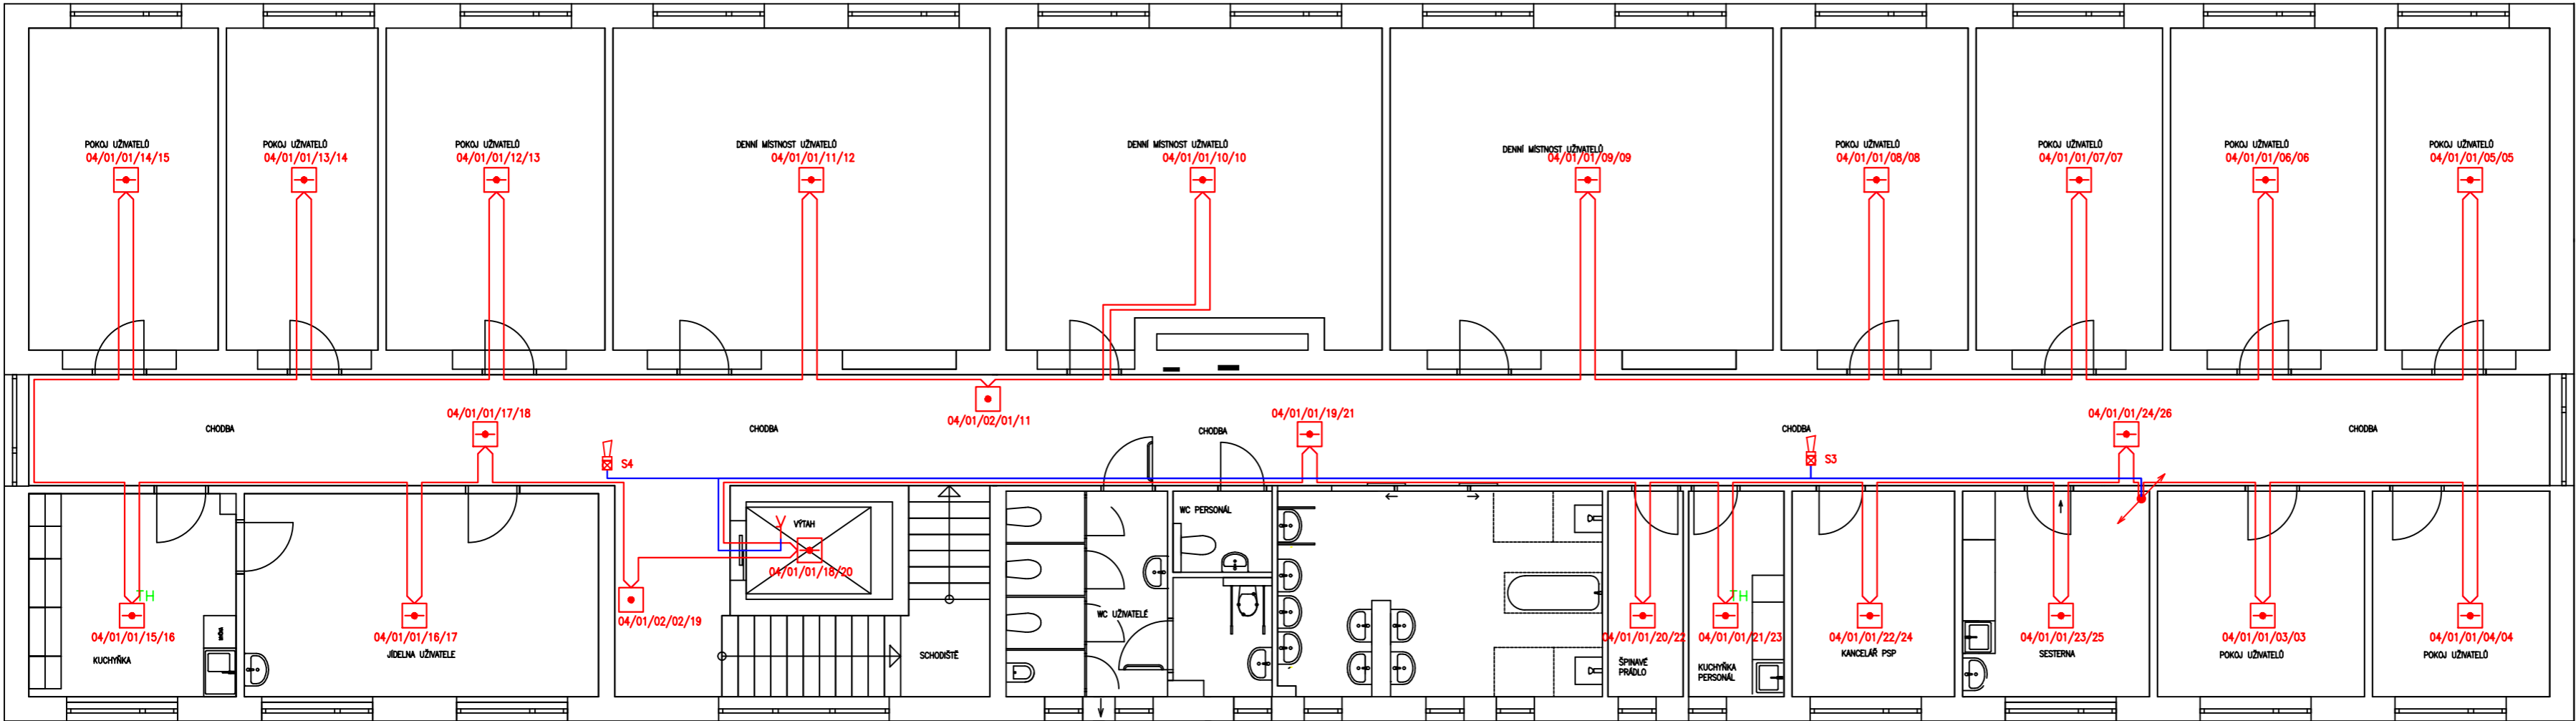 POKOJ UŽIVATELŮ
04/01/01/14/15
POKOJ UŽIVATELŮ
04/01/01/13/14
POKOJ UŽIVATELŮ
04/01/01/12/13
DENNÍ MÍSTNOST UŽIVATELŮ
04/01/01/11/12
DENNÍ MÍSTNOST UŽIVATELŮ
04/01/01/10/10
DENNÍ MÍSTNOST UŽIVATELŮ
04/01/01/09/09
POKOJ UŽIVATELŮ
04/01/01/08/08
POKOJ UŽIVATELŮ
04/01/01/07/07
POKOJ UŽIVATELŮ
04/01/01/06/06
POKOJ UŽIVATELŮ
04/01/01/05/05
CHODBA
04/01/01/17/18
CHODBA
04/01/02/01/11
CHODBA
04/01/01/19/21
CHODBA
04/01/01/24/26
CHODBA
S4
S3
VÝTAH
04/01/01/18/20
WC PERSONÁL
TH
04/01/01/15/16
KUCHYŇKA
04/01/01/16/17
JÍDELNA UŽIVATELE
04/01/02/02/19
SCHODIŠTĚ
WC UŽIVATELÉ
04/01/01/20/22
ŠPINAVÉ
PRÁDLO
TH
04/01/01/21/23
KUCHYŇKA
PERSONÁL
04/01/01/22/24
KANCELÁŘ PSP
04/01/01/23/25
SESTERNA
04/01/01/03/03
POKOJ UŽIVATELŮ
04/01/01/04/04
POKOJ UŽIVATELŮ